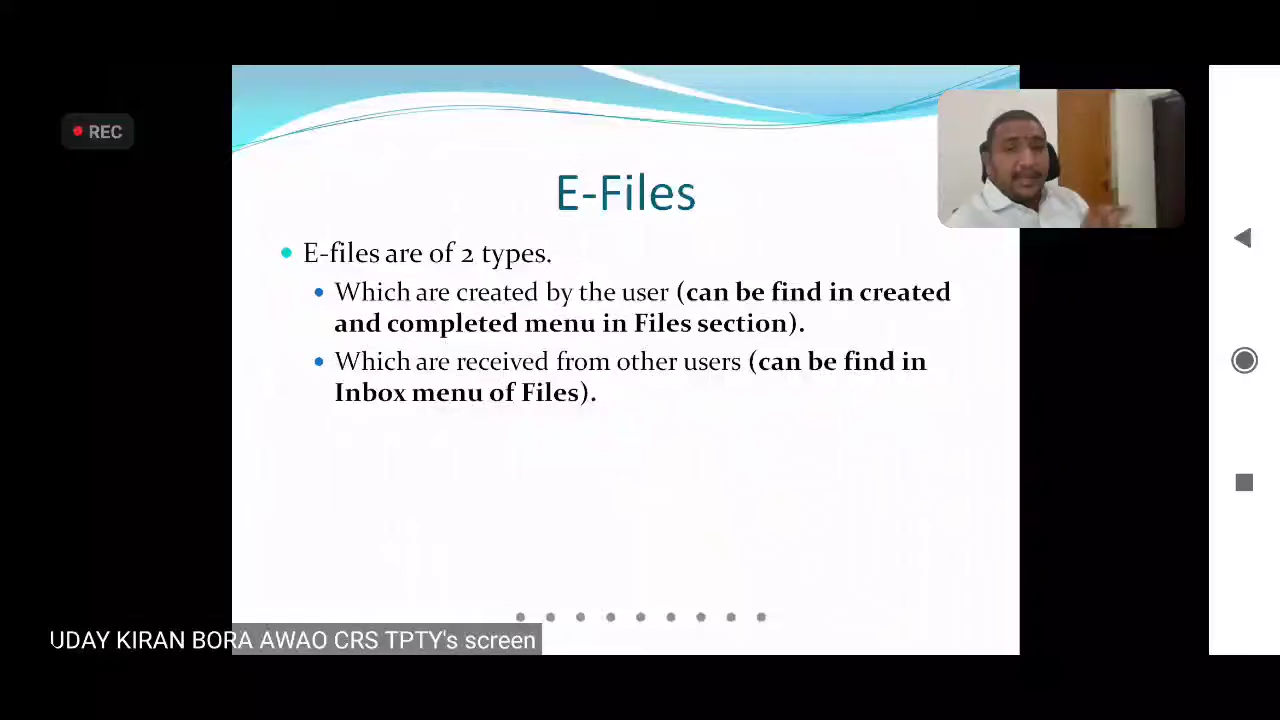 REC
E-Files
E-files are of 2 types.
Which are created by the user (can be find in created
and completed menu in Files section).
Which are received from other users (can be find in
Inbox menu of Files).
UDAY KIRAN BORA AWAO CRS TPTY's screen